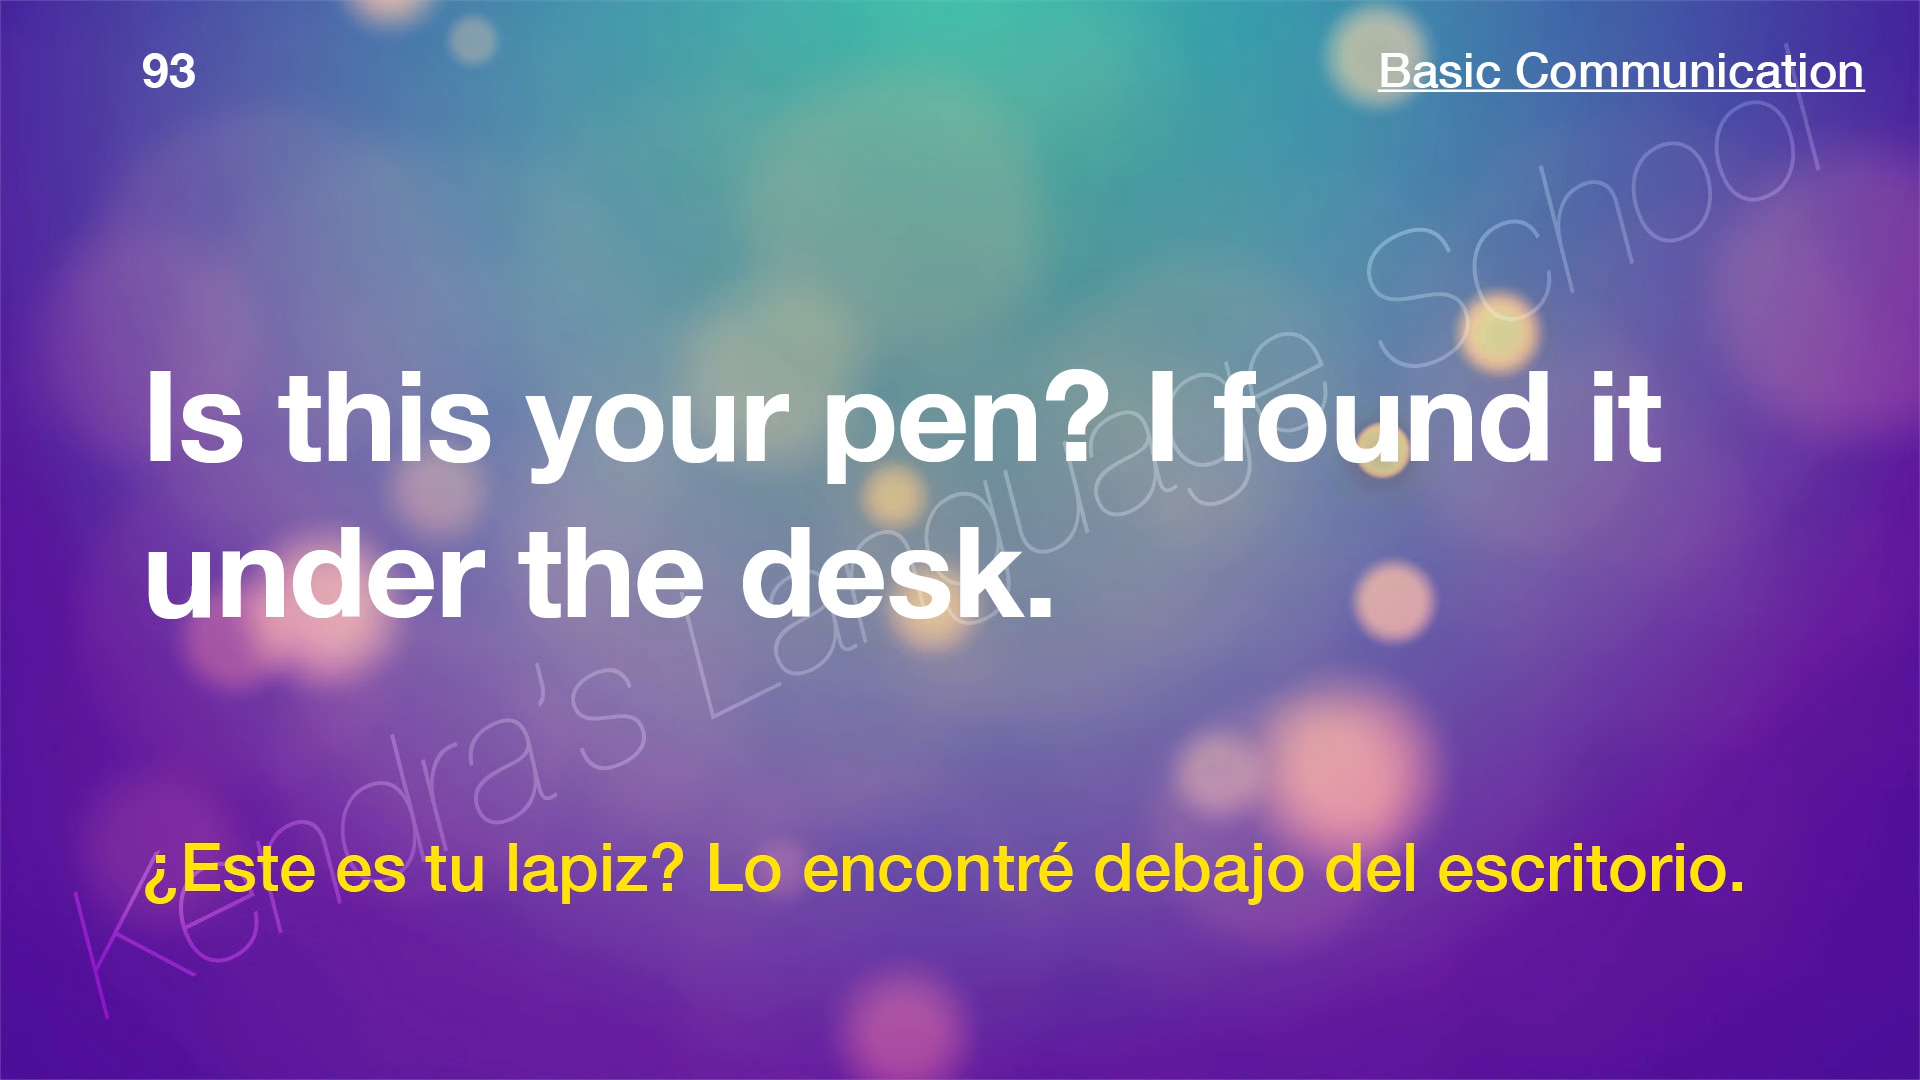 93
Basic Communication
Is this your pen? I found it
under the desk.
¿Este es tu lapiz? Lo encontré debajo del escritorio.
Kendra’s Language School